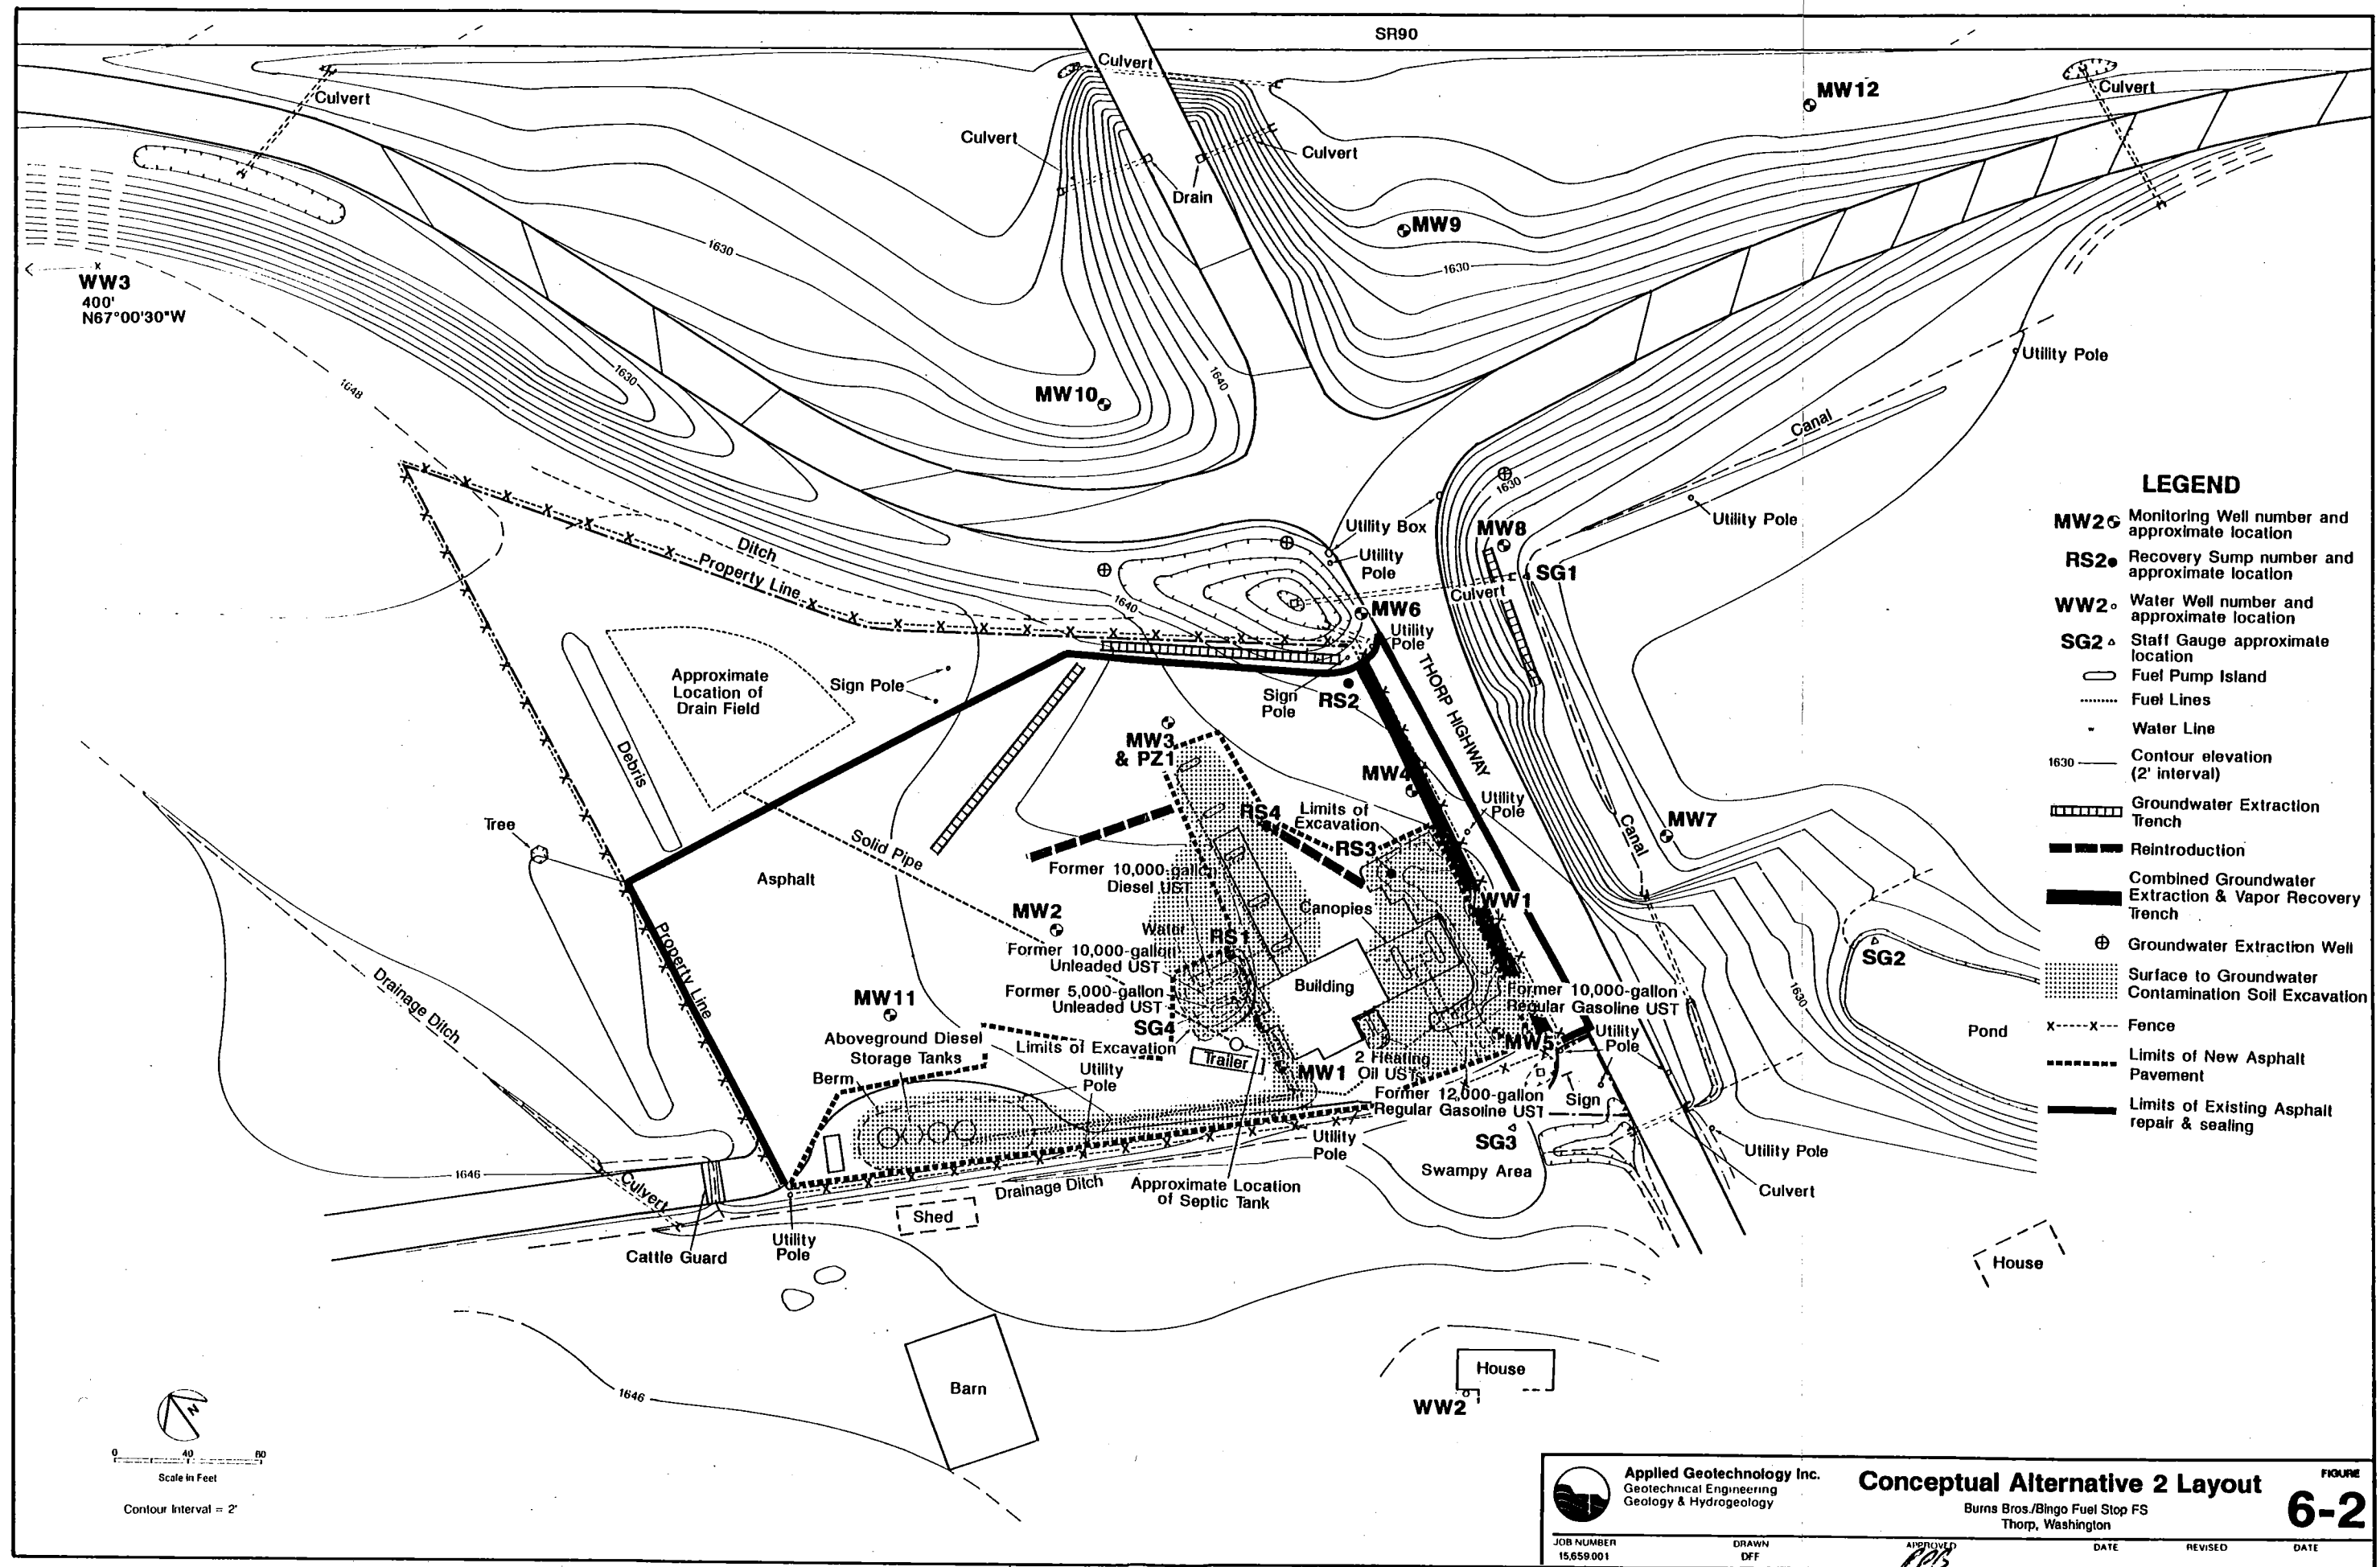 SR90
Culvert
Culvert
Culvert
Culvert
Drain
Culvert
MW12
MW9
1630
1630
WW3
400'
N67°00'30"W
1648
1630
MW10
1640
Utility Pole
Canal
1630
Utility Box
MW8
Utility Pole
Ditch
Property Line
Utility
Pole
SG1
Culvert
1640
MW6
Utility
Pole
Approximate
Location of
Drain Field
Sign Pole
Sign
Pole
RS2
THORP HIGHWAY
Debris
MW3
& PZ1
MW4
Utility
Pole
Tree
Solid Pipe
RS4
Limits of
Excavation
RS3
Canal
MW7
Asphalt
Former 10,000-gallon
Diesel UST
Canopies
WW1
MW2
Water
RS1
Former 10,000-gallon
Unleaded UST
Former 5,000-gallon
Unleaded UST
Building
Former 10,000-gallon
Regular Gasoline UST
SG2
1630
Pond
Property Line
Drainage Ditch
MW11
SG4
Limits of Excavation
Aboveground Diesel
Storage Tanks
Trailer
2 Heating
Oil USTs
MW5
Utility
Pole
Berm
Utility
Pole
MW1
Former 12,000-gallon
Regular Gasoline UST
Sign
SG3
Utility
Pole
Utility Pole
Swampy Area
1646
Culvert
Drainage Ditch
Approximate Location
of Septic Tank
Culvert
Shed
Cattle Guard
Utility
Pole
House
1646
Barn
House
WW2
N
0 40 80
Scale in Feet
Contour Interval = 2'
LEGEND
MW2 Monitoring Well number and
approximate location
RS2 Recovery Sump number and
approximate location
WW2 Water Well number and
approximate location
SG2 Staff Gauge approximate
location
Fuel Pump Island
Fuel Lines
Water Line
1630 Contour elevation
(2' interval)
Groundwater Extraction
Trench
Reintroduction
Combined Groundwater
Extraction & Vapor Recovery
Trench
Groundwater Extraction Well
Surface to Groundwater
Contamination Soil Excavation
x----x--- Fence
Limits of New Asphalt
Pavement
Limits of Existing Asphalt
repair & sealing
Applied Geotechnology Inc.
Geotechnical Engineering
Geology & Hydrogeology
Conceptual Alternative 2 Layout
Burns Bros./Bingo Fuel Stop FS
Thorp, Washington
FIGURE
6-2
JOB NUMBER DRAWN APPROVED DATE REVISED DATE
15,659.001 DFF